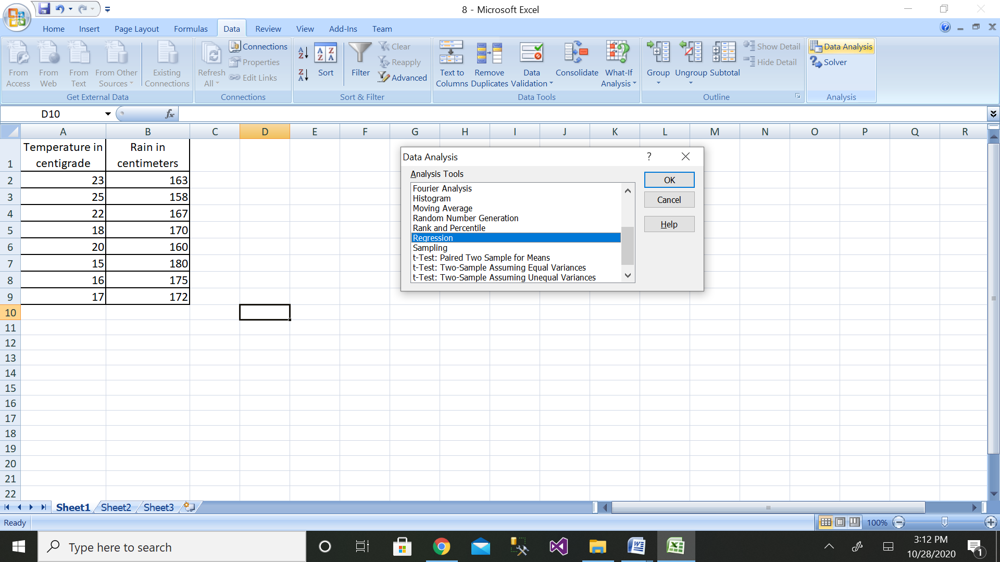 8 - Microsoft Excel
Home Insert Page Layout Formulas Data Review View Add-Ins Team
From Access
From Web
From Text
From Other Sources
Existing Connections
Get External Data
Refresh All
Connections
Properties
Edit Links
Connections
Sort
Filter
Clear
Reapply
Advanced
Sort & Filter
Text to Columns
Remove Duplicates
Data Validation
Consolidate
What-If Analysis
Data Tools
Group
Ungroup
Subtotal
Show Detail
Hide Detail
Outline
Data Analysis
Solver
Analysis
D10
fx
A B C D E F G H I J K L M N O P Q R
1 Temperature in centigrade Rain in centimeters
2 23 163
3 25 158
4 22 167
5 18 170
6 20 160
7 15 180
8 16 175
9 17 172
10
11
12
13
14
15
16
17
18
19
20
21
22
Data Analysis ?
Analysis Tools
Fourier Analysis
Histogram
Moving Average
Random Number Generation
Rank and Percentile
Regression
Sampling
t-Test: Paired Two Sample for Means
t-Test: Two-Sample Assuming Equal Variances
t-Test: Two-Sample Assuming Unequal Variances
OK
Cancel
Help
Sheet1 Sheet2 Sheet3
Ready
100%
Type here to search
3:12 PM
10/28/2020
1